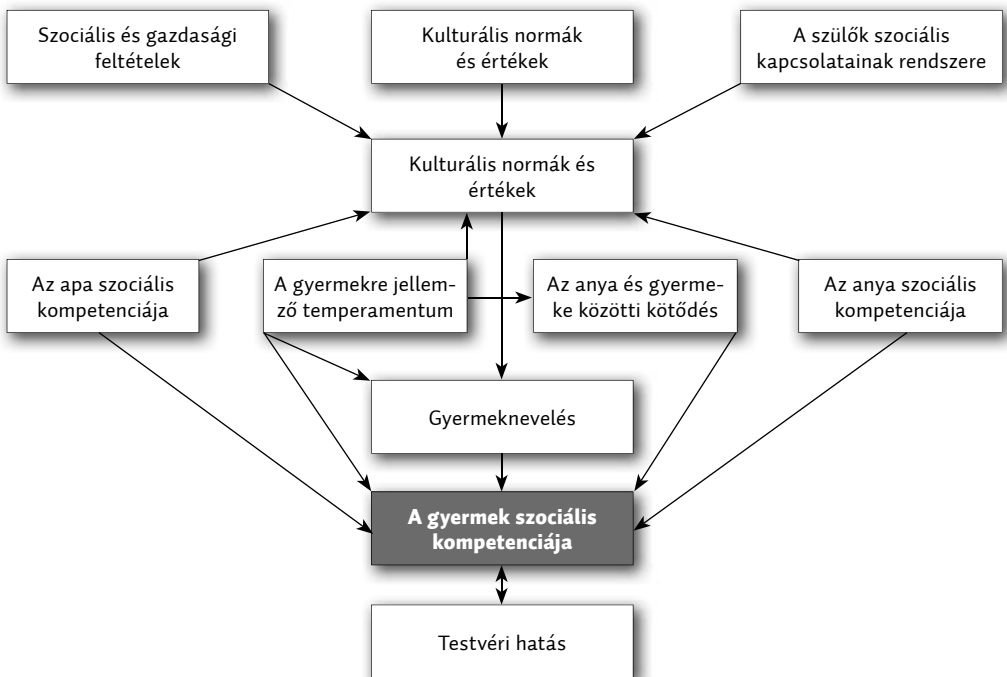 Szociális és gazdasági
feltételek
Kulturális normák
és értékek
A szülők szociális
kapcsolatainak rendszere
Kulturális normák és
értékek
Az apa szociális
kompetenciája
A gyermekre jellem-
ző temperamentum
Az anya és gyerme-
ke közötti kötődés
Az anya szociális
kompetenciája
Gyermeknevelés
A gyermek szociális
kompetenciája
Testvéri hatás